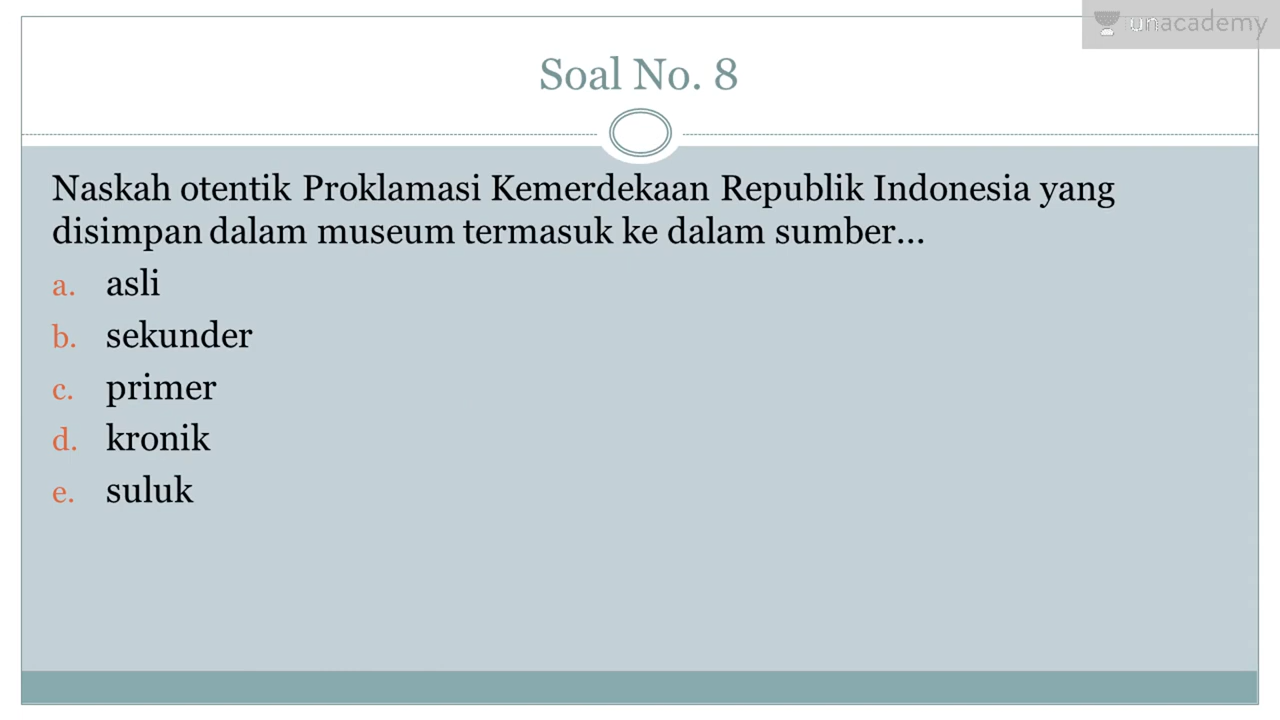 unacademy
Soal No. 8
Naskah otentik Proklamasi Kemerdekaan Republik Indonesia yang
disimpan dalam museum termasuk ke dalam sumber...
a. asli
b. sekunder
c. primer
d. kronik
e. suluk